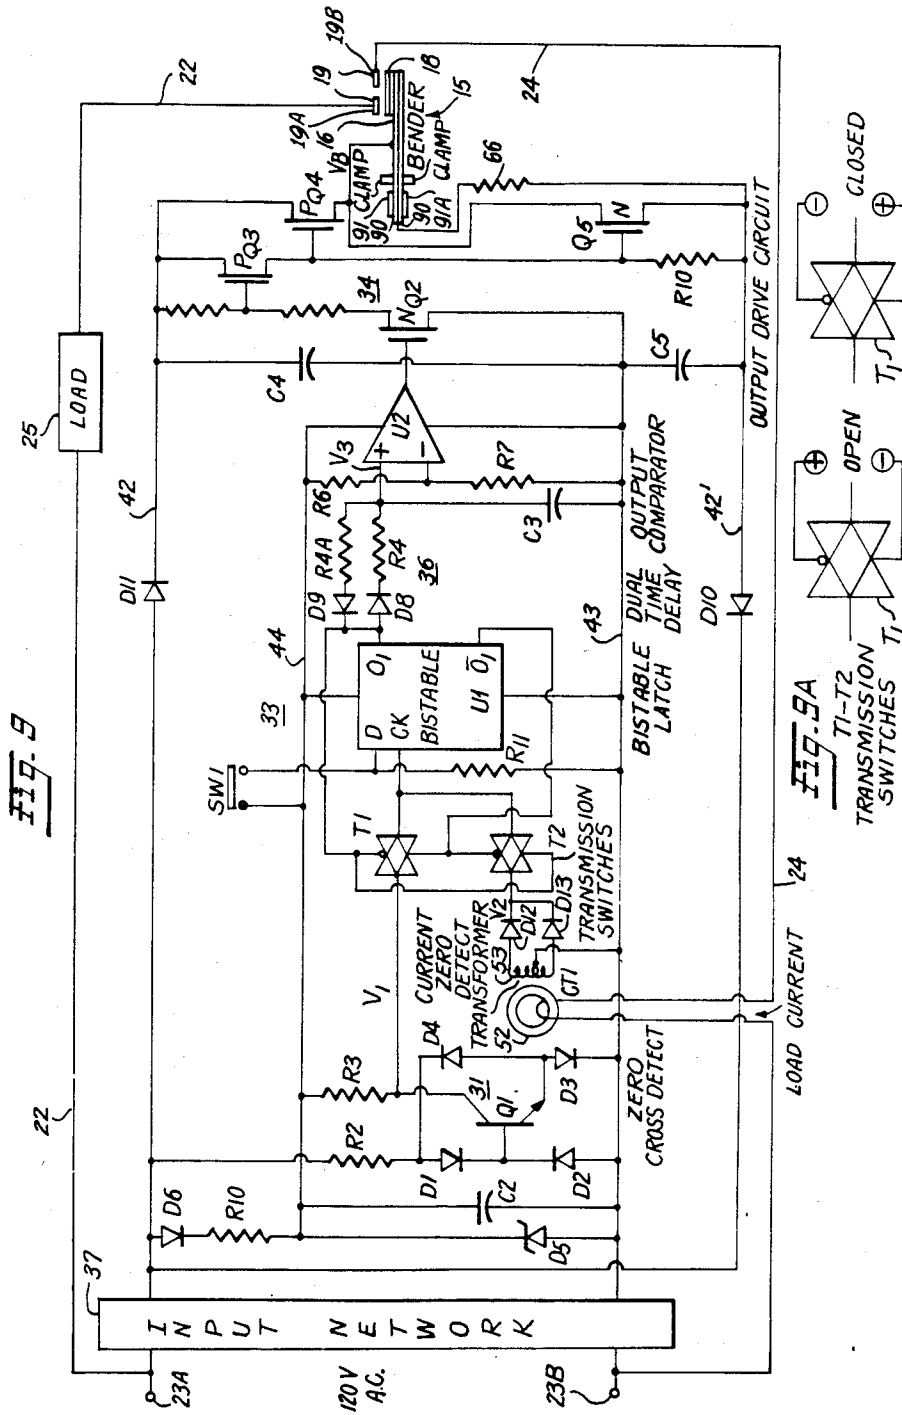 Fig. 9
22
25
LOAD
22
19
19B
19A
16
18
VB
CLAMP
BENDER
CLAMP
15
91
90
90
91A
66
24
42
D11
C4
34
PQ3
PQ4
NQ2
Q5
N
R10
C5
OUTPUT DRIVE CIRCUIT
37
INPUT
NETWORK
23A
120V
A.C.
23B
D6
R10
D5
C2
R2
R3
D1
D2
D4
31
Q1
D3
ZERO
CROSS DETECT
V1
CURRENT
ZERO
DETECT
TRANSFORMER
53
52
CT1
V2
D12
D13
T1
T2
TRANSMISSION
SWITCHES
SW1
33
44
D
CK
O1
BISTABLE
U1
O̅1
R11
BISTABLE
LATCH
43
D9
D8
R4A
R4
36
R6
V3
+
−
U2
R7
C3
DUAL
TIME
DELAY
OUTPUT
COMPARATOR
42'
D10
LOAD CURRENT
24
Fig. 9A
T1-T2
TRANSMISSION
SWITCHES
+
OPEN
−
T1
−
CLOSED
+
T1